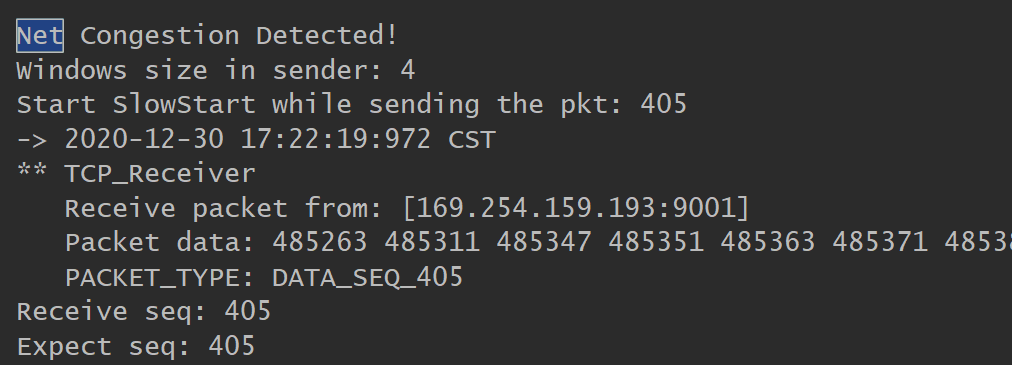 Net Congestion Detected!
Windows size in sender: 4
Start SlowStart while sending the pkt: 405
-> 2020-12-30 17:22:19:972 CST
** TCP_Receiver
Receive packet from: [169.254.159.193:9001]
Packet data: 485263 485311 485347 485351 485363 485371
PACKET_TYPE: DATA_SEQ_405
Receive seq: 405
Expect seq: 405